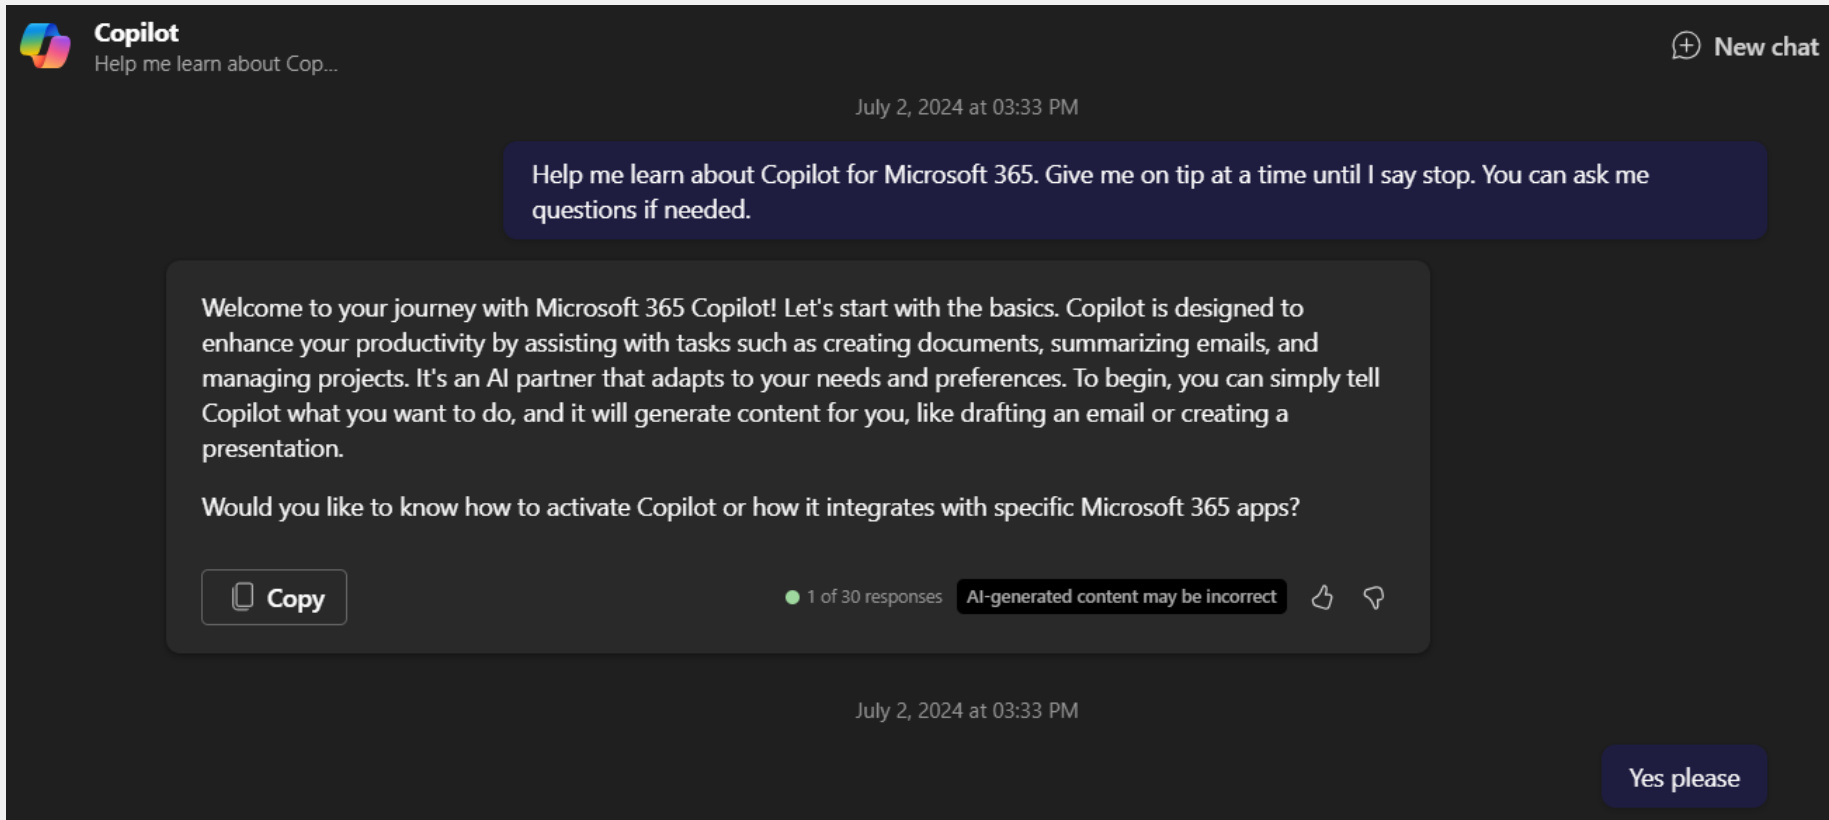 Copilot
Help me learn about Cop...
New chat
July 2, 2024 at 03:33 PM
Help me learn about Copilot for Microsoft 365. Give me on tip at a time until I say stop. You can ask me
questions if needed.
Welcome to your journey with Microsoft 365 Copilot! Let's start with the basics. Copilot is designed to
enhance your productivity by assisting with tasks such as creating documents, summarizing emails, and
managing projects. It's an AI partner that adapts to your needs and preferences. To begin, you can simply tell
Copilot what you want to do, and it will generate content for you, like drafting an email or creating a
presentation.
Would you like to know how to activate Copilot or how it integrates with specific Microsoft 365 apps?
Copy
1 of 30 responses
AI-generated content may be incorrect
July 2, 2024 at 03:33 PM
Yes please